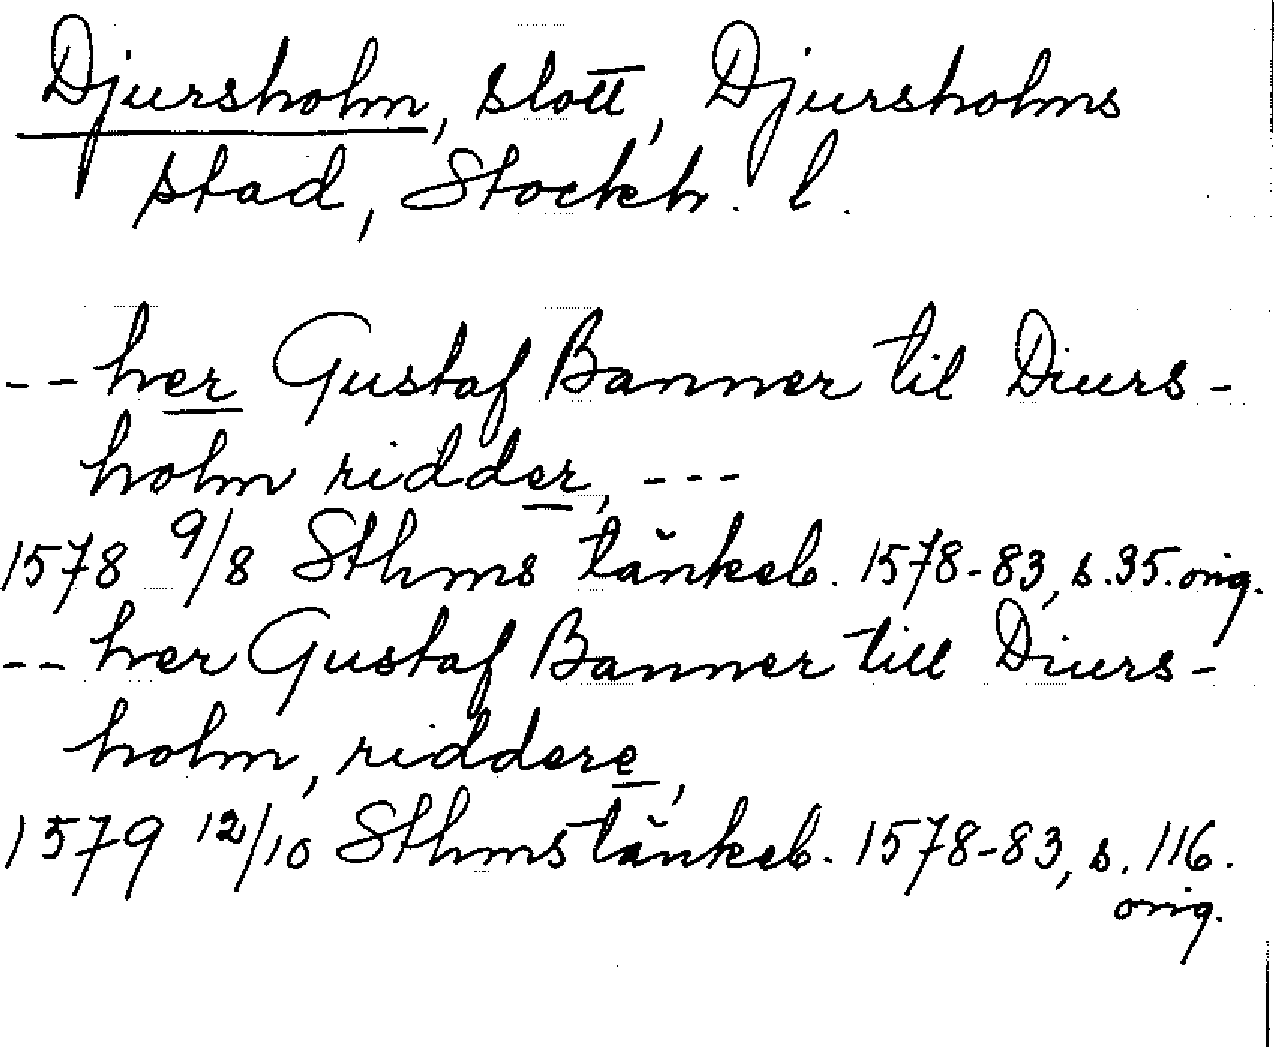 Djursholm, slott, Djursholms
stad, Stockh. l.
-- her Gustaf Banner til Diurs-
holm ridder, ---
1578 9/8 Sthms tänkeb. 1578-83, s. 35. orig.
-- her Gustaf Banner till Diurs-
holm, riddere,
1579 12/10 Sthms tänkeb. 1578-83, s. 116.
orig.